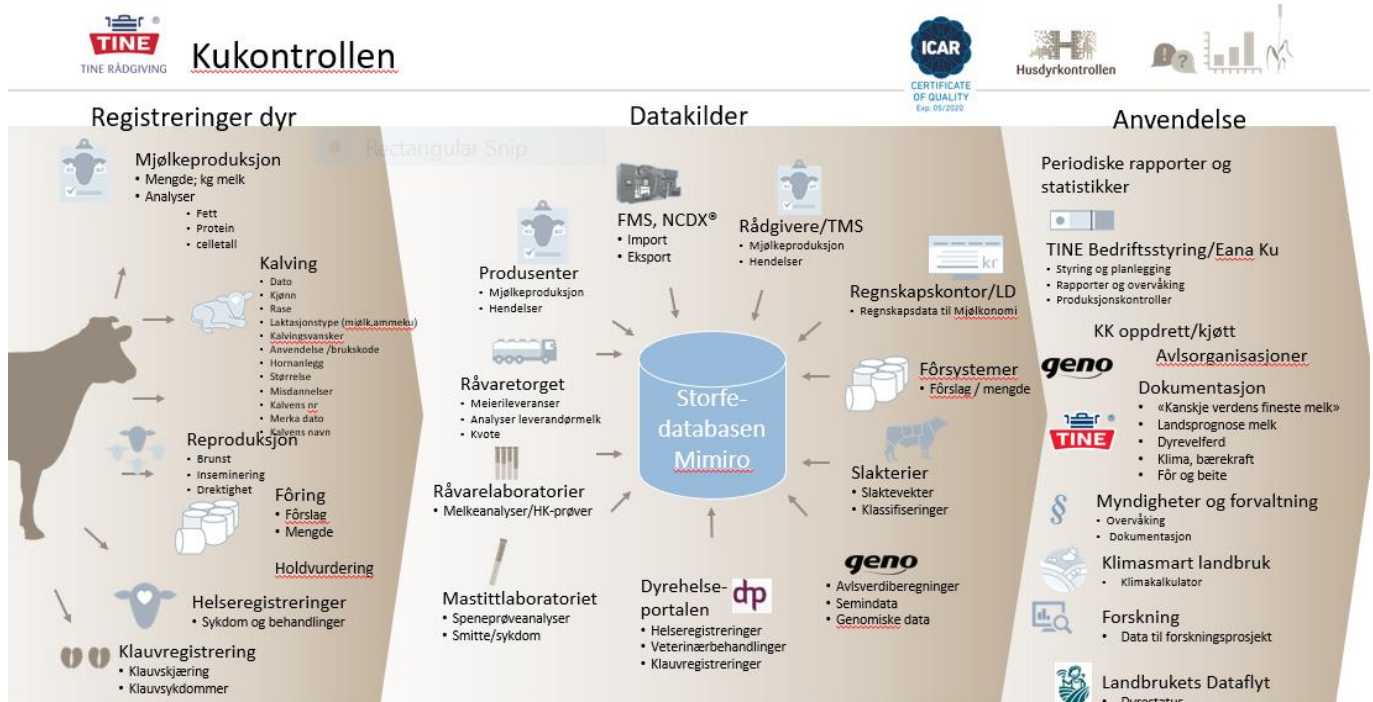 TINE
®
TINE RÅDGIVING
Kukontrollen
ICAR
CERTIFICATE
OF QUALITY
Exp. 05/2020
Husdyrkontrollen
! ?
Registreringer dyr
Rectangular Snip
Mjølkeproduksjon
• Mengde; kg melk
• Analyser
• Fett
• Protein
• celletall
Kalving
• Dato
• Kjønn
• Rase
• Laktasjonstype (mjølk,ammeku)
• Kalvingsvansker
• Anvendelse /brukskode
• Hornanlegg
• Størrelse
• Misdannelser
• Kalvens nr
• Merka dato
• Kalvens navn
Reproduksjon
• Brunst
• Inseminering
• Drektighet
Fôring
• Fôrslag
• Mengde
Holdvurdering
Helseregistreringer
• Sykdom og behandlinger
Klauvregistrering
• Klauvskjæring
• Klauvsykdommer
Datakilder
FMS, NCDX®
• Import
• Eksport
Rådgivere/TMS
• Mjølkeproduksjon
• Hendelser
Produsenter
• Mjølkeproduksjon
• Hendelser
kr
Regnskapskontor/LD
• Regnskapsdata til Mjølkonomi
Råvaretorget
• Meierileveranser
• Analyser leverandørmelk
• Kvote
Storfe-
databasen
Mimiro
Fôrsystemer
• Fôrslag / mengde
Råvarelaboratorier
• Melkeanalyser/HK-prøver
Slakterier
• Slaktevekter
• Klassifiseringer
Mastittlaboratoriet
• Speneprøveanalyser
• Smitte/sykdom
Dyrehelse-
portalen
dhp
• Helseregistreringer
• Veterinærbehandlinger
• Klauvregistreringer
geno
• Avlsverdiberegninger
• Semindata
• Genomiske data
Anvendelse
Periodiske rapporter og
statistikker
TINE Bedriftsstyring/Eana Ku
• Styring og planlegging
• Rapporter og overvåking
• Produksjonskontroller
KK oppdrett/kjøtt
geno
Avlsorganisasjoner
TINE
®
Dokumentasjon
• «Kanskje verdens fineste melk»
• Landsprognose melk
• Dyrevelferd
• Klima, bærekraft
• Fôr og beite
§
Myndigheter og forvaltning
• Overvåking
• Dokumentasjon
Klimasmart landbruk
• Klimakalkulator
Forskning
• Data til forskningsprosjekt
Landbrukets Dataflyt
• Dyrestatus